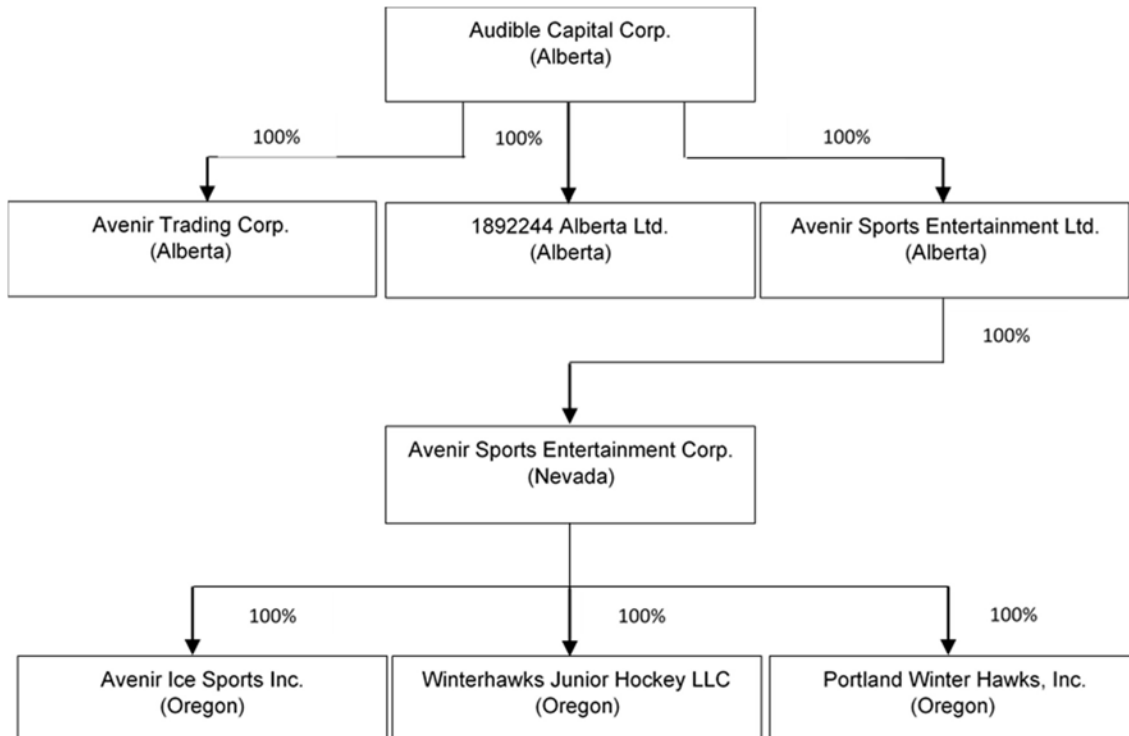 Audible Capital Corp.
(Alberta)
100%
100%
100%
Avenir Trading Corp.
(Alberta)
1892244 Alberta Ltd.
(Alberta)
Avenir Sports Entertainment Ltd.
(Alberta)
100%
Avenir Sports Entertainment Corp.
(Nevada)
100%
100%
100%
Avenir Ice Sports Inc.
(Oregon)
Winterhawks Junior Hockey LLC
(Oregon)
Portland Winter Hawks, Inc.
(Oregon)